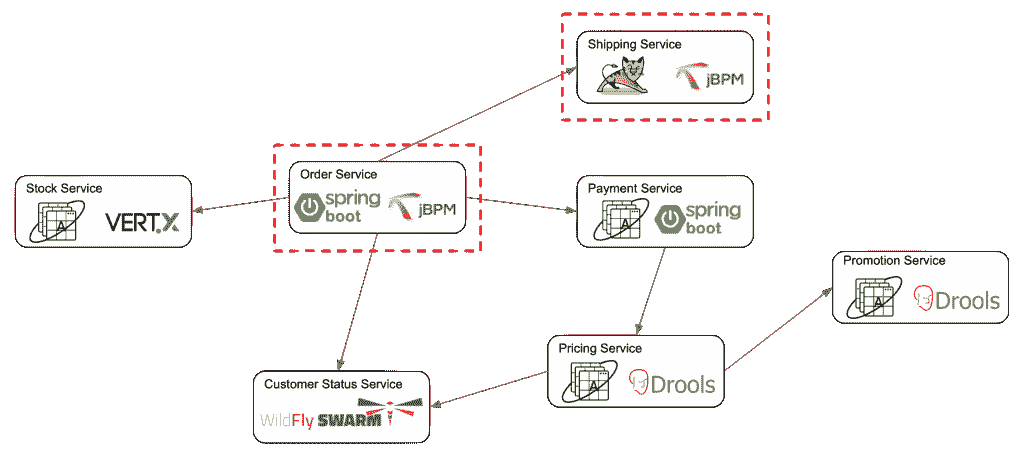 Shipping Service
jBPM
Order Service
spring
boot
jBPM
Stock Service
A
VERT.X
Payment Service
A
spring
boot
Promotion Service
A
Drools
Pricing Service
A
Drools
Customer Status Service
WildFly SWARM